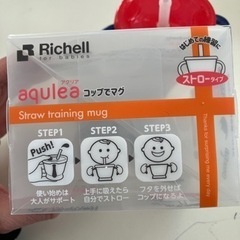 Richell
for babies
はじめての練習に
ストロータイプ
アクリア
aqulea コップでマグ
Straw training mug
STEP1
STEP2
STEP3
Push!
使い始めは
大人がサポート
上手に吸えたら
自分でストロー
フタを外せば
コップになるよ